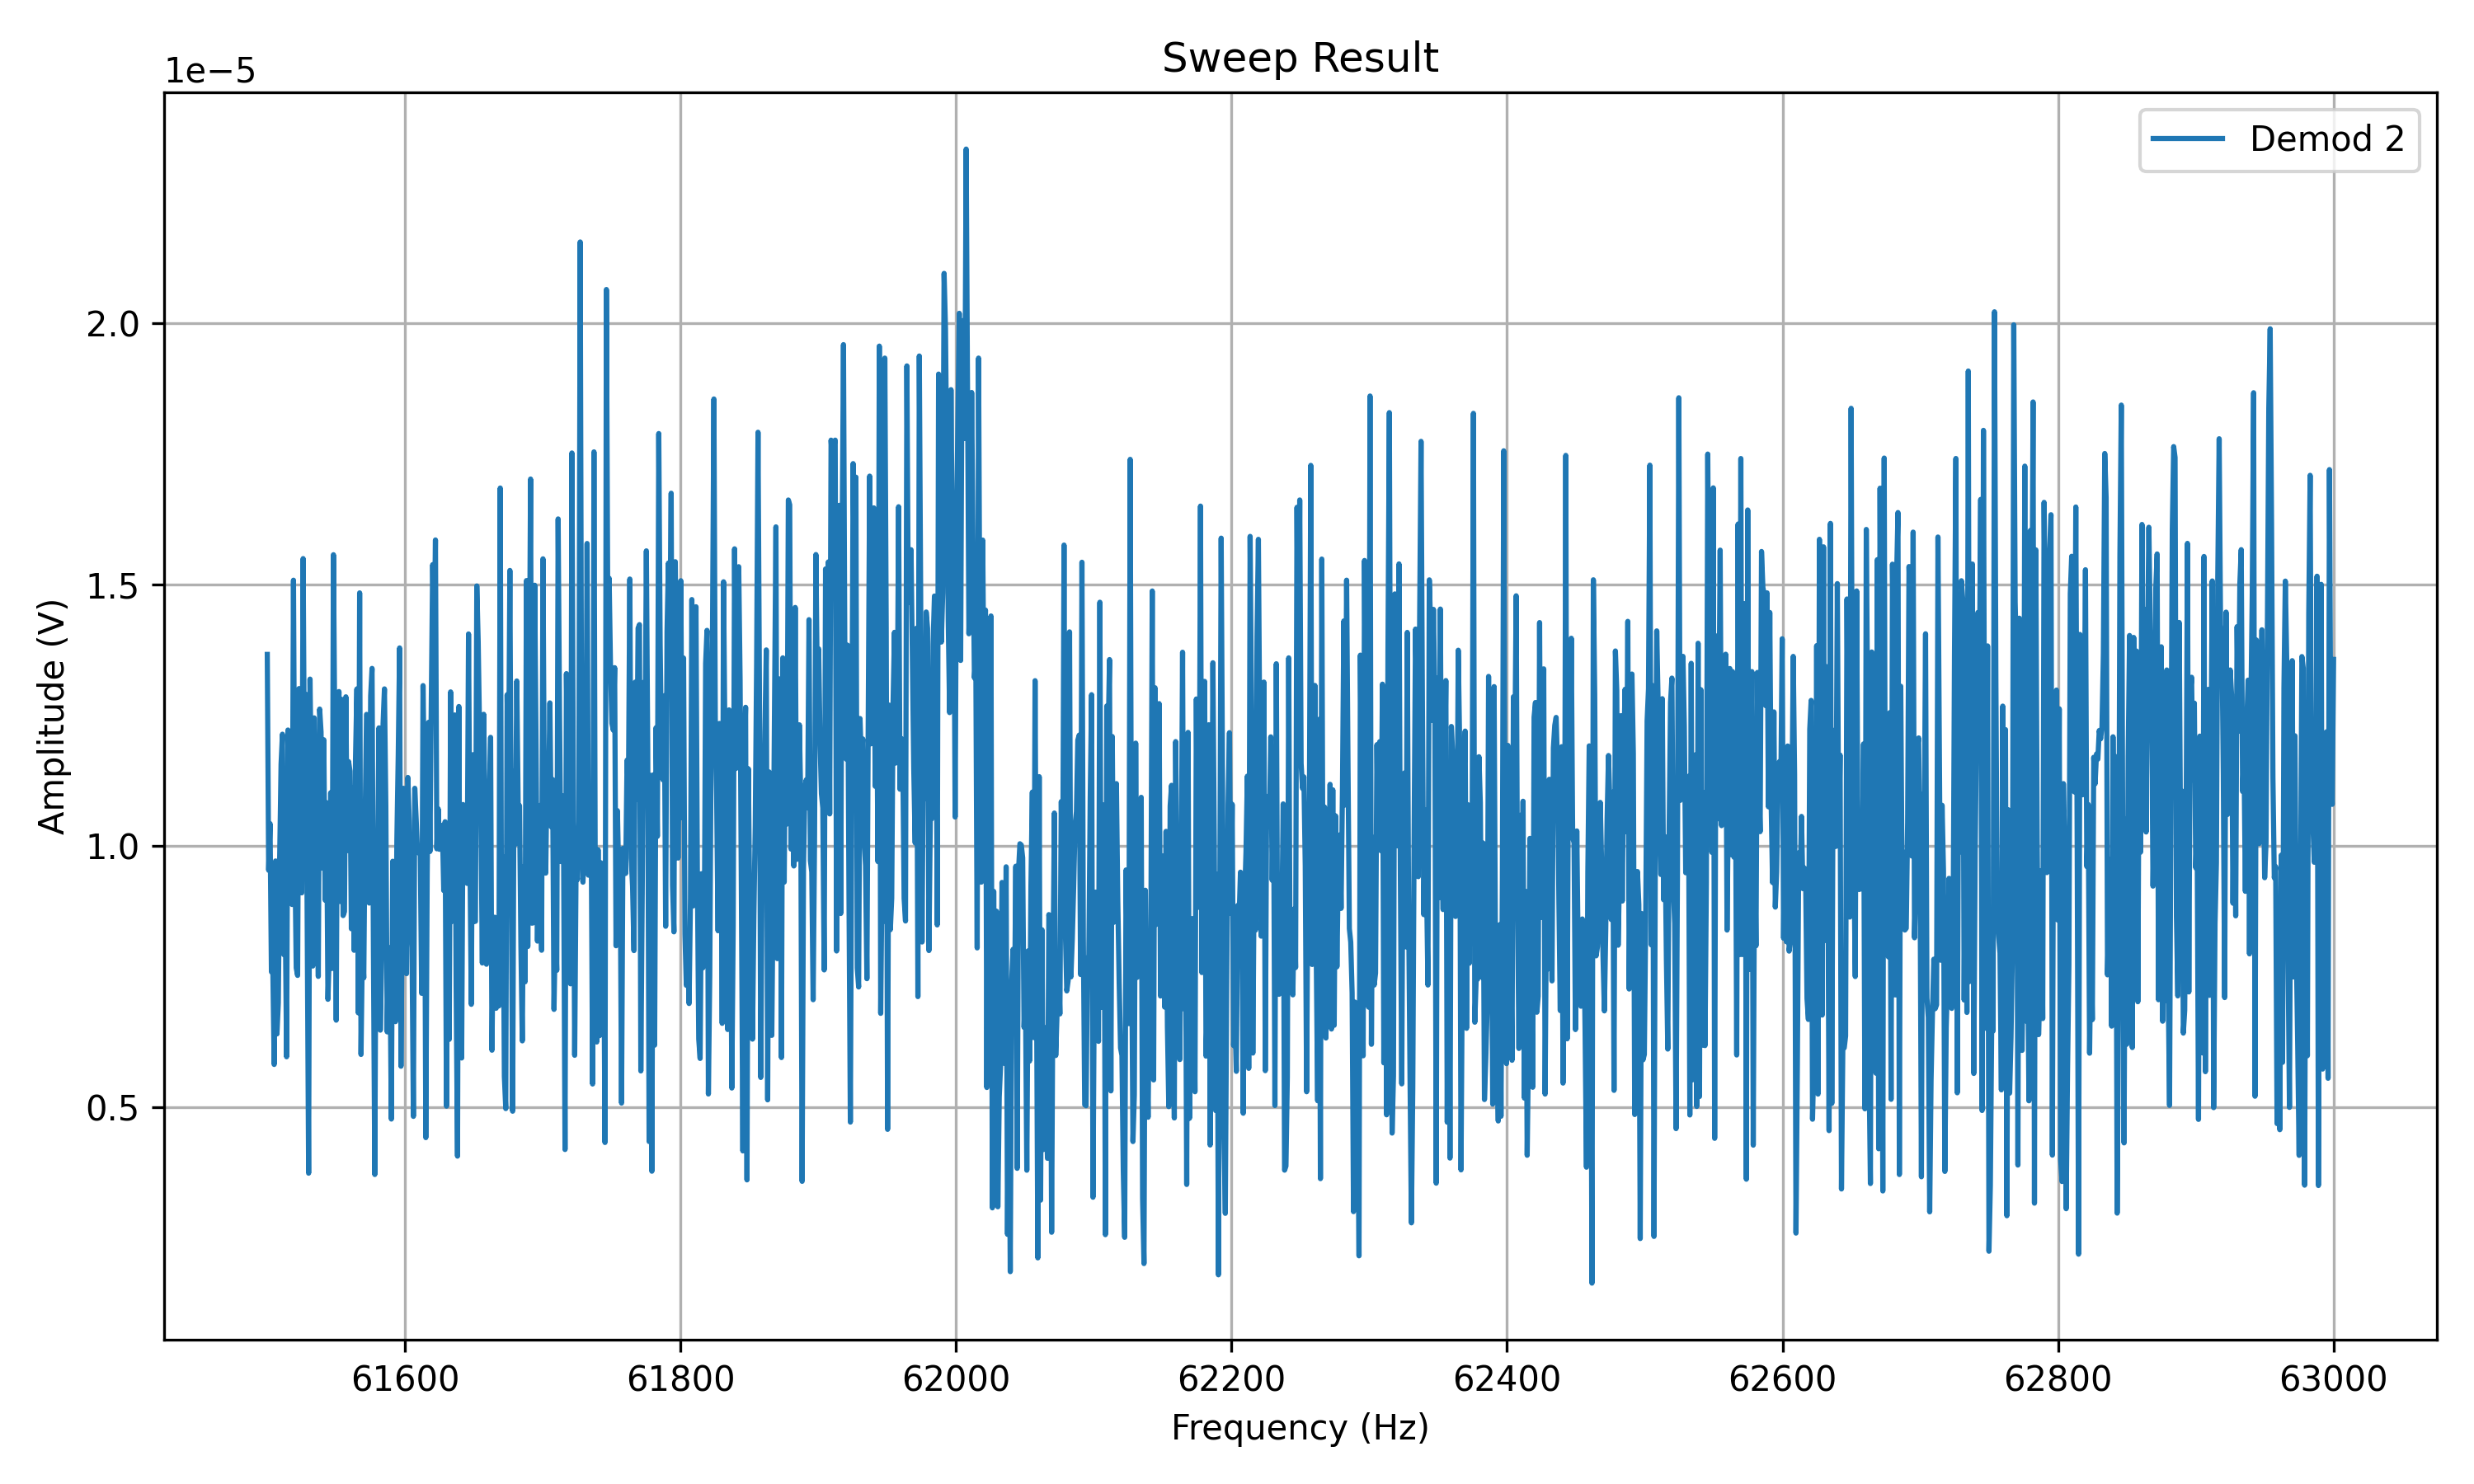 Sweep Result
1e−5
Demod 2
2.0
1.5
1.0
0.5
Amplitude (V)
61600 61800 62000 62200 62400 62600 62800 63000
Frequency (Hz)